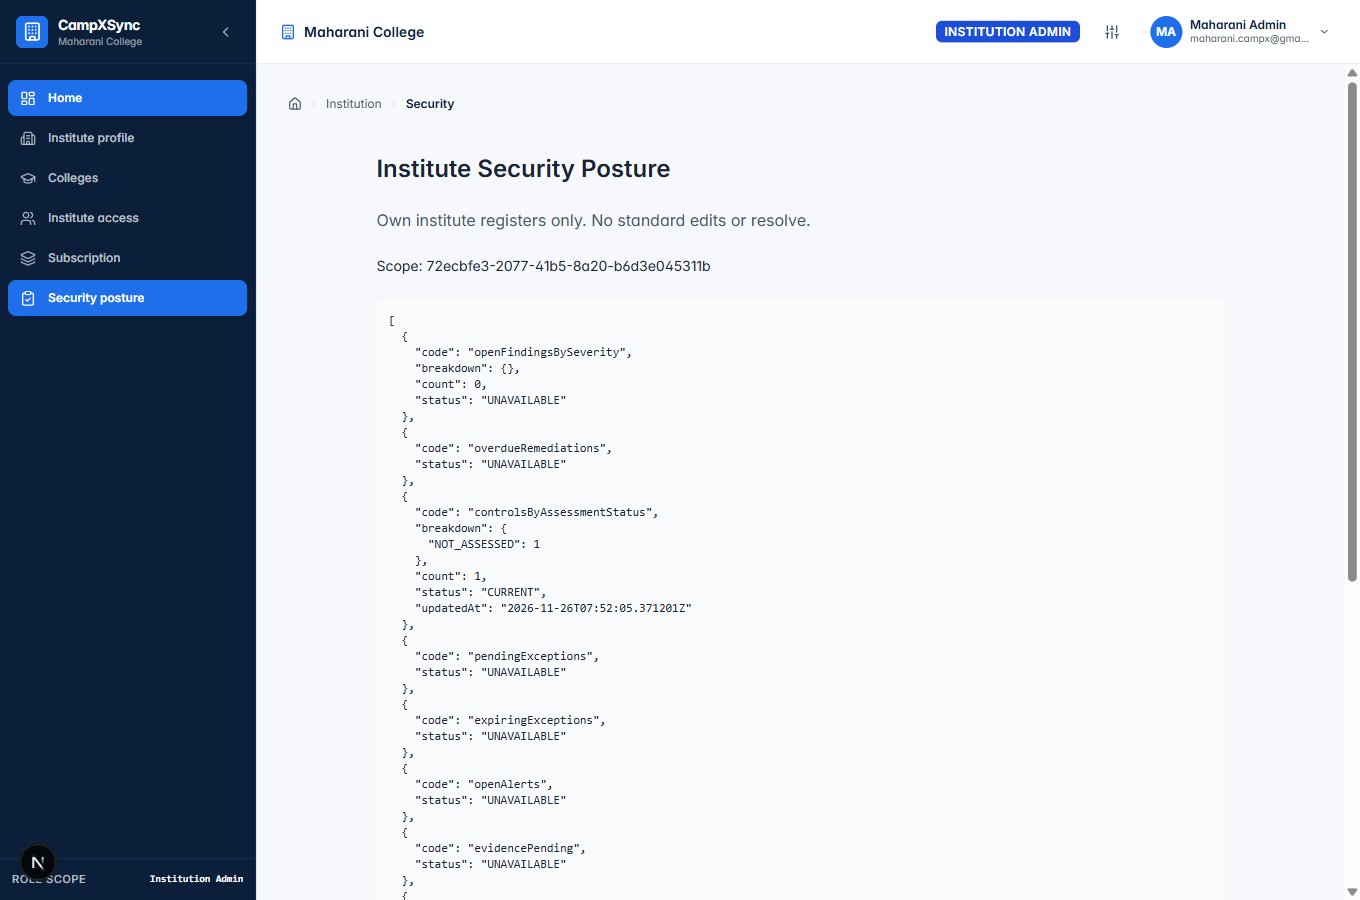 CampXSync
Maharani College
Home
Institute profile
Colleges
Institute access
Subscription
Security posture
N
ROLE SCOPE
Institution Admin
Maharani College
INSTITUTION ADMIN
MA
Maharani Admin
maharani.campx@gma...
Institution
Security
Institute Security Posture
Own institute registers only. No standard edits or resolve.
Scope: 72ecbfe3-2077-41b5-8a20-b6d3e045311b
[
{
"code": "openFindingsBySeverity",
"breakdown": {},
"count": 0,
"status": "UNAVAILABLE"
},
{
"code": "overdueRemediations",
"status": "UNAVAILABLE"
},
{
"code": "controlsByAssessmentStatus",
"breakdown": {
"NOT_ASSESSED": 1
},
"count": 1,
"status": "CURRENT",
"updatedAt": "2026-11-26T07:52:05.371201Z"
},
{
"code": "pendingExceptions",
"status": "UNAVAILABLE"
},
{
"code": "expiringExceptions",
"status": "UNAVAILABLE"
},
{
"code": "openAlerts",
"status": "UNAVAILABLE"
},
{
"code": "evidencePending",
"status": "UNAVAILABLE"
},
{